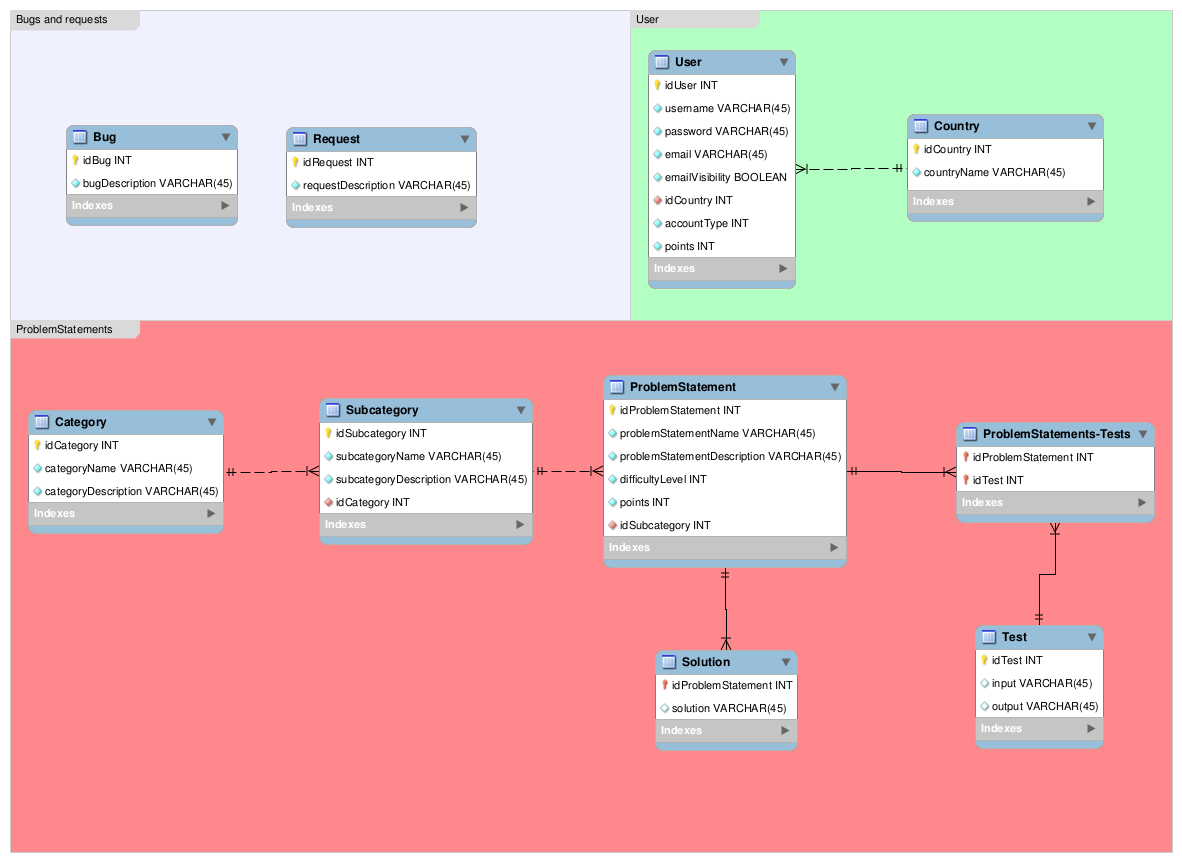 Bugs and requests
Bug
idBug INT
bugDescription VARCHAR(45)
Indexes
Request
idRequest INT
requestDescription VARCHAR(45)
Indexes
User
User
idUser INT
username VARCHAR(45)
password VARCHAR(45)
email VARCHAR(45)
emailVisibility BOOLEAN
idCountry INT
accountType INT
points INT
Indexes
Country
idCountry INT
countryName VARCHAR(45)
Indexes
ProblemStatements
Category
idCategory INT
categoryName VARCHAR(45)
categoryDescription VARCHAR(45)
Indexes
Subcategory
idSubcategory INT
subcategoryName VARCHAR(45)
subcategoryDescription VARCHAR(45)
idCategory INT
Indexes
ProblemStatement
idProblemStatement INT
problemStatementName VARCHAR(45)
problemStatementDescription VARCHAR(45)
difficultyLevel INT
points INT
idSubcategory INT
Indexes
ProblemStatements-Tests
idProblemStatement INT
idTest INT
Indexes
Solution
idProblemStatement INT
solution VARCHAR(45)
Indexes
Test
idTest INT
input VARCHAR(45)
output VARCHAR(45)
Indexes